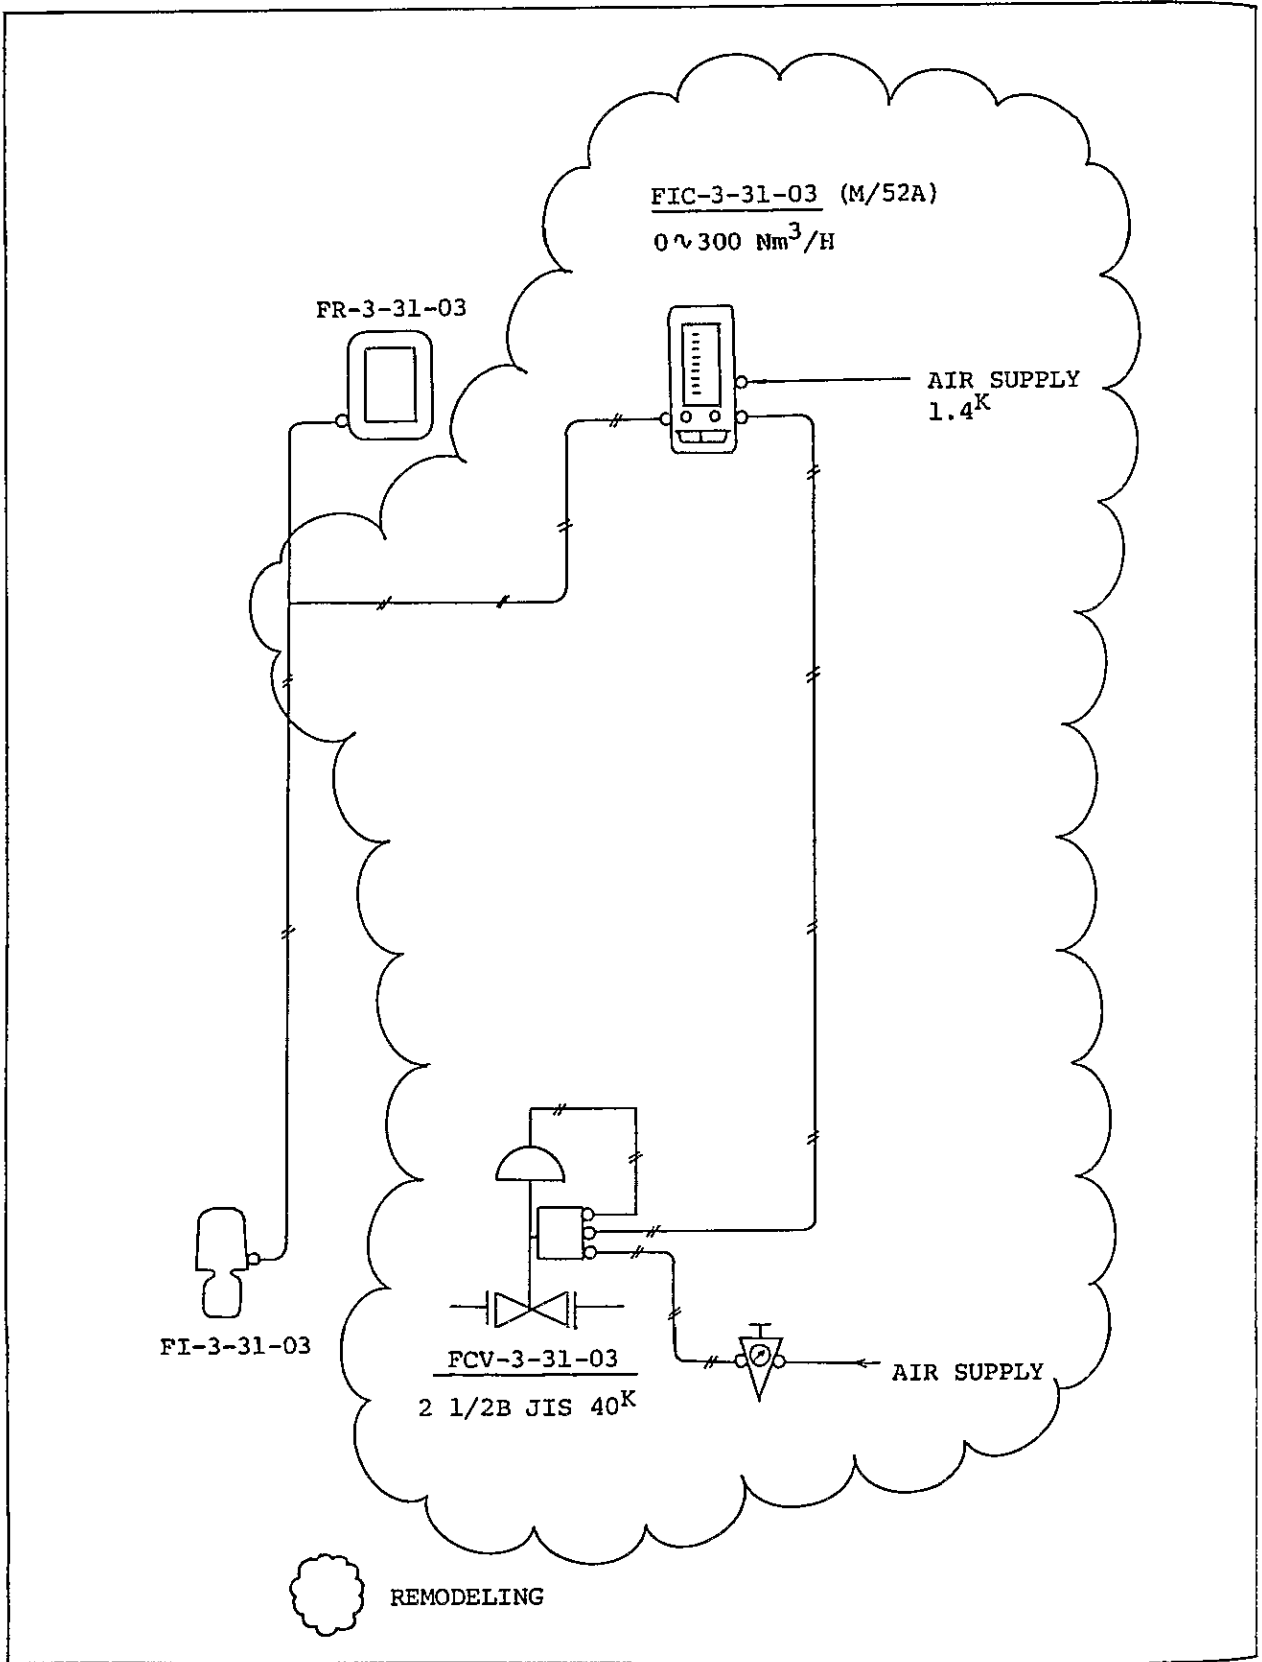 FIC-3-31-03 (M/52A)
0∿300 Nm³/H
FR-3-31-03
AIR SUPPLY
1.4ᴷ
FI-3-31-03
FCV-3-31-03
2 1/2B JIS 40ᴷ
AIR SUPPLY
REMODELING